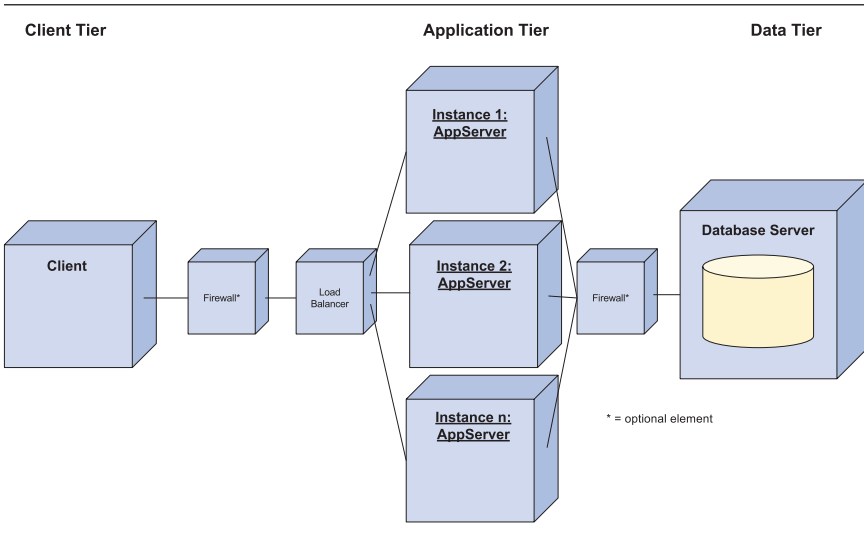 Client Tier
Application Tier
Data Tier
Instance 1:
AppServer
Client
Firewall*
Load
Balancer
Instance 2:
AppServer
Firewall*
Database Server
Instance n:
AppServer
* = optional element